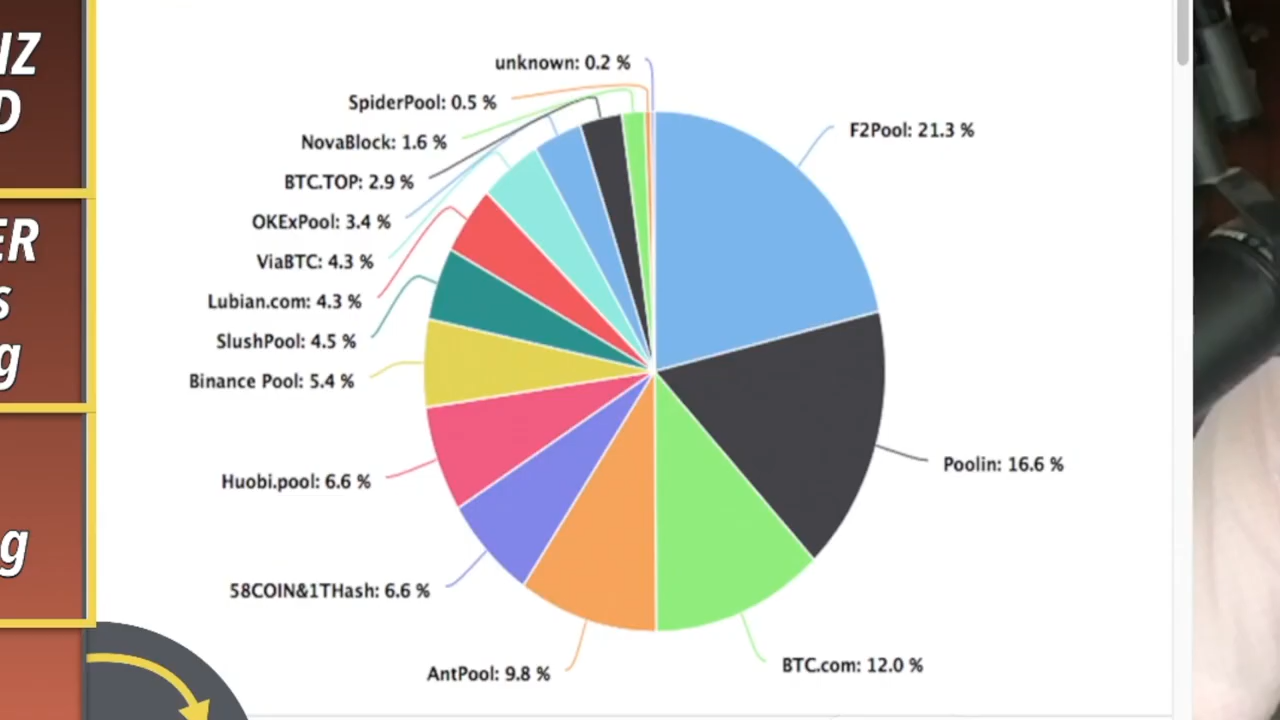 IZ
D
ER
s
g
g
unknown: 0.2 %
SpiderPool: 0.5 %
NovaBlock: 1.6 %
BTC.TOP: 2.9 %
OKExPool: 3.4 %
ViaBTC: 4.3 %
Lubian.com: 4.3 %
SlushPool: 4.5 %
Binance Pool: 5.4 %
Huobi.pool: 6.6 %
58COIN&1THash: 6.6 %
AntPool: 9.8 %
F2Pool: 21.3 %
Poolin: 16.6 %
BTC.com: 12.0 %